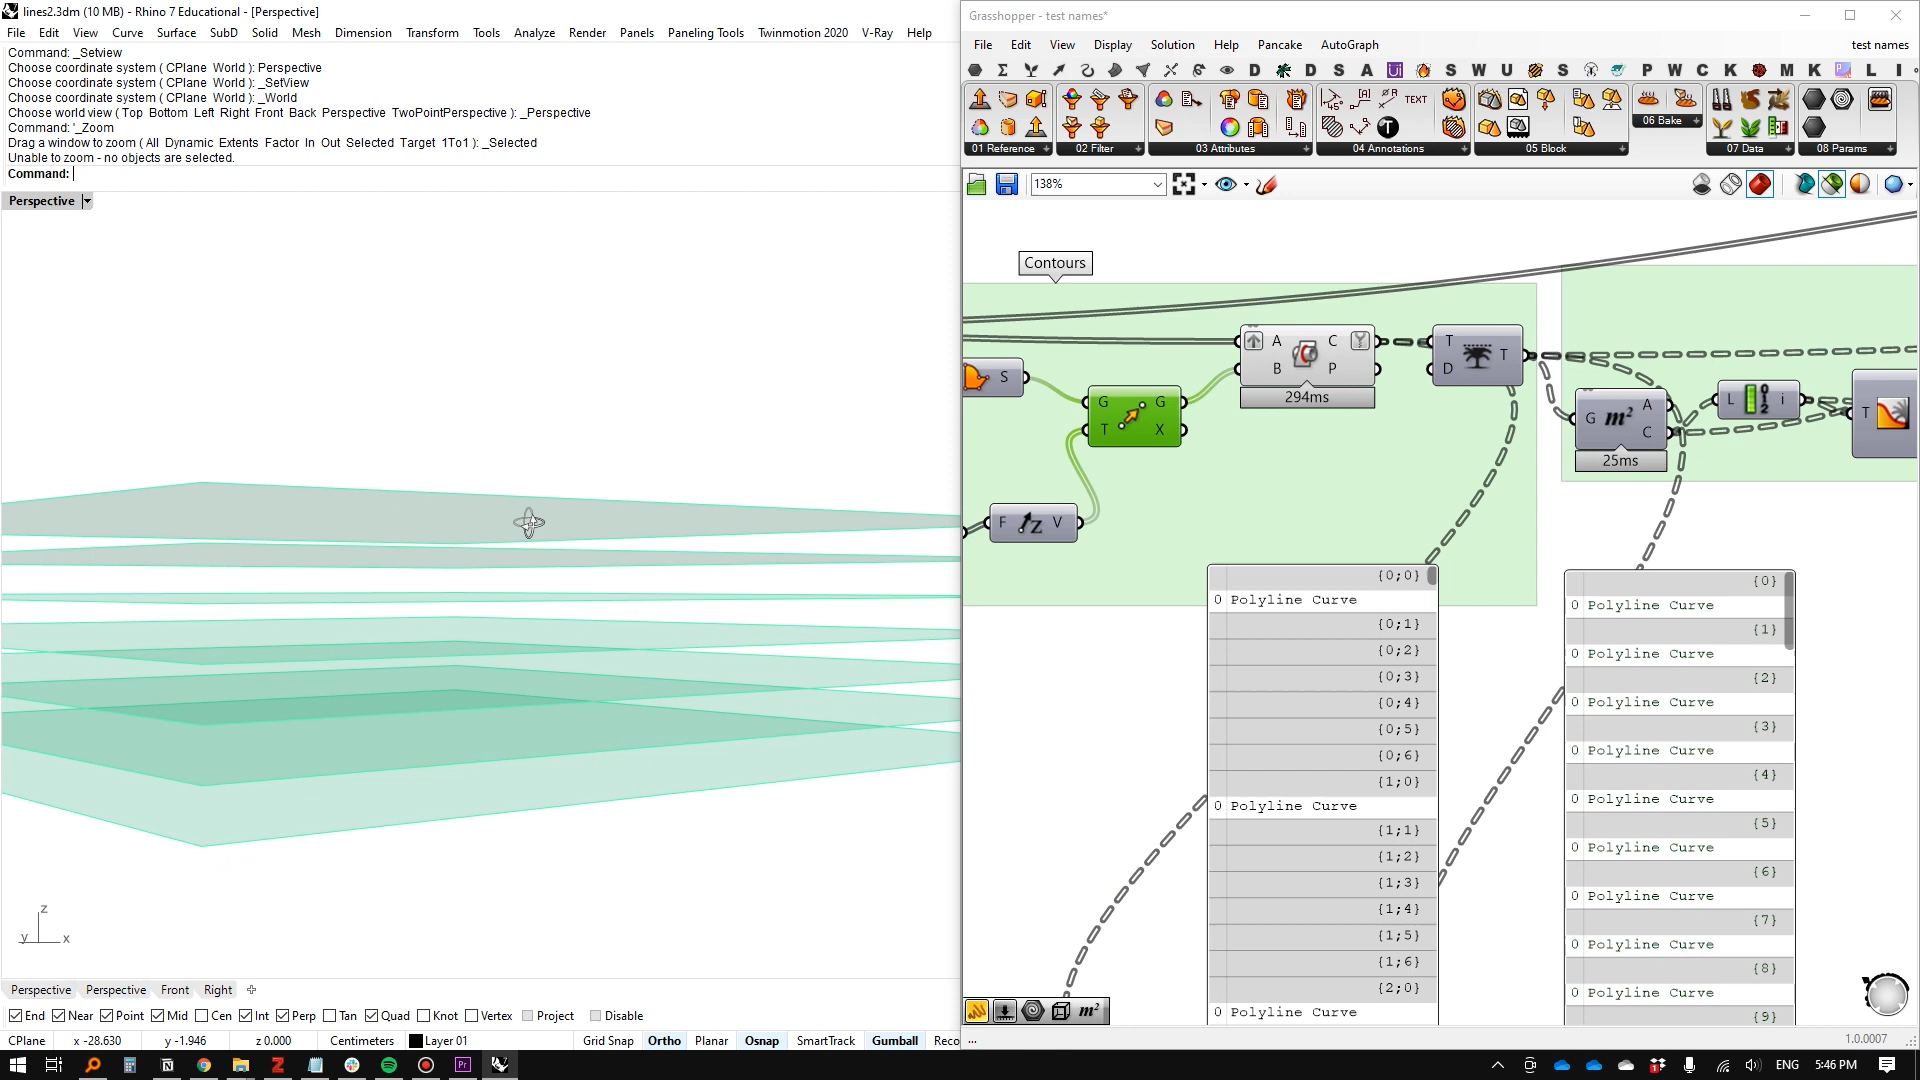 lines2.3dm (10 MB) - Rhino 7 Educational - [Perspective]
File Edit View Curve Surface SubD Solid Mesh Dimension Transform Tools Analyze Render Panels Paneling Tools Twinmotion 2020 V-Ray Help
Command: _Setview
Choose coordinate system ( CPlane World ): Perspective
Choose coordinate system ( CPlane World ): _SetView
Choose coordinate system ( CPlane World ): _World
Choose world view ( Top Bottom Left Right Front Back Perspective TwoPointPerspective ): _Perspective
Command: '_Zoom
Drag a window to zoom ( All Dynamic Extents Factor In Out Selected Target 1To1 ): _Selected
Unable to zoom - no objects are selected.
Command:
Perspective
z
y x
Perspective Perspective Front Right
End Near Point Mid Cen Int Perp Tan Quad Knot Vertex Project Disable
CPlane x -28.630 y -1.946 z 0.000 Centimeters Layer 01 Grid Snap Ortho Planar Osnap SmartTrack Gumball Reco
Grasshopper - test names*
File Edit View Display Solution Help Pancake AutoGraph test names
D D S A S W U S P W C K M K L I
45° TEXT
01 Reference 02 Filter 03 Attributes 04 Annotations 05 Block 06 Bake 07 Data 08 Params
138%
Contours
A C
B P
294ms
T T
D
S
G G
T X
F Z V
G m² A
C
25ms
L 0 1 2 i
T
{0;0}
0 Polyline Curve
{0;1}
{0;2}
{0;3}
{0;4}
{0;5}
{0;6}
{1;0}
0 Polyline Curve
{1;1}
{1;2}
{1;3}
{1;4}
{1;5}
{1;6}
{2;0}
0 Polyline Curve
{0}
0 Polyline Curve
{1}
0 Polyline Curve
{2}
0 Polyline Curve
{3}
0 Polyline Curve
{4}
0 Polyline Curve
{5}
0 Polyline Curve
{6}
0 Polyline Curve
{7}
0 Polyline Curve
{8}
0 Polyline Curve
{9}
m²
... 1.0.0007
ENG 5:46 PM